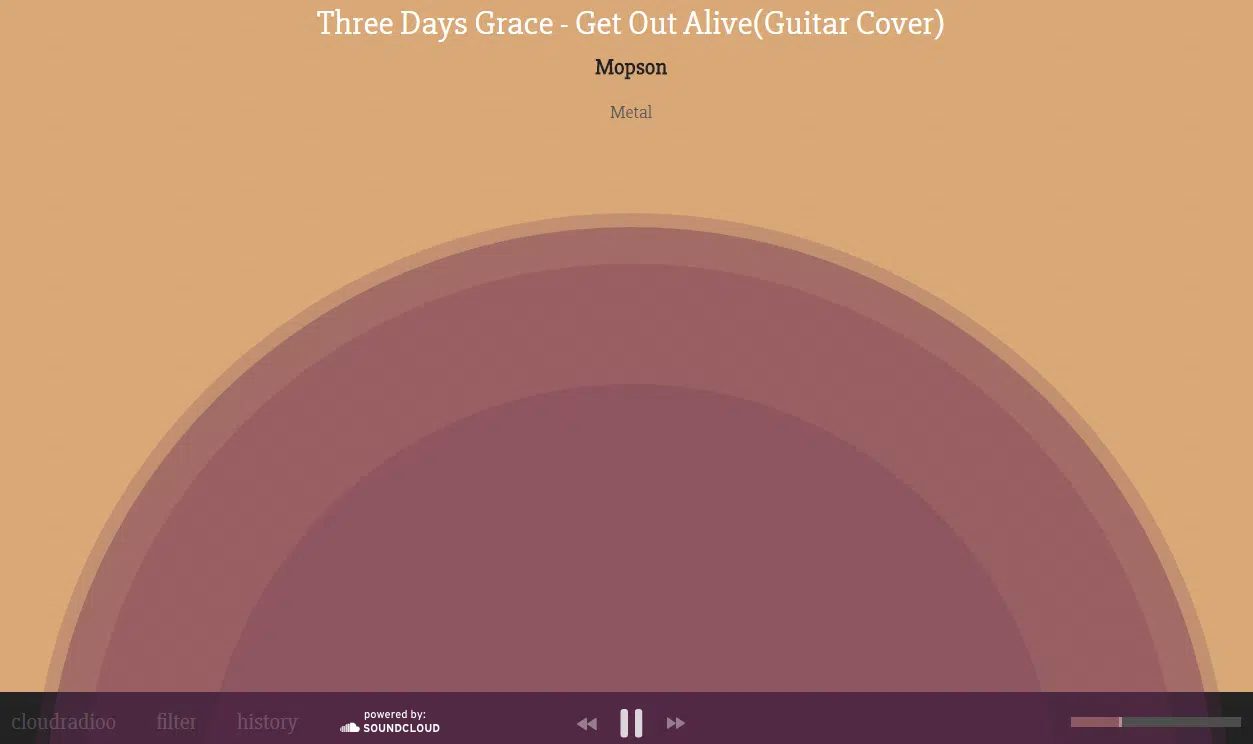 Three Days Grace - Get Out Alive(Guitar Cover)
Mopson
Metal
cloudradioo filter history powered by:
SOUNDCLOUD